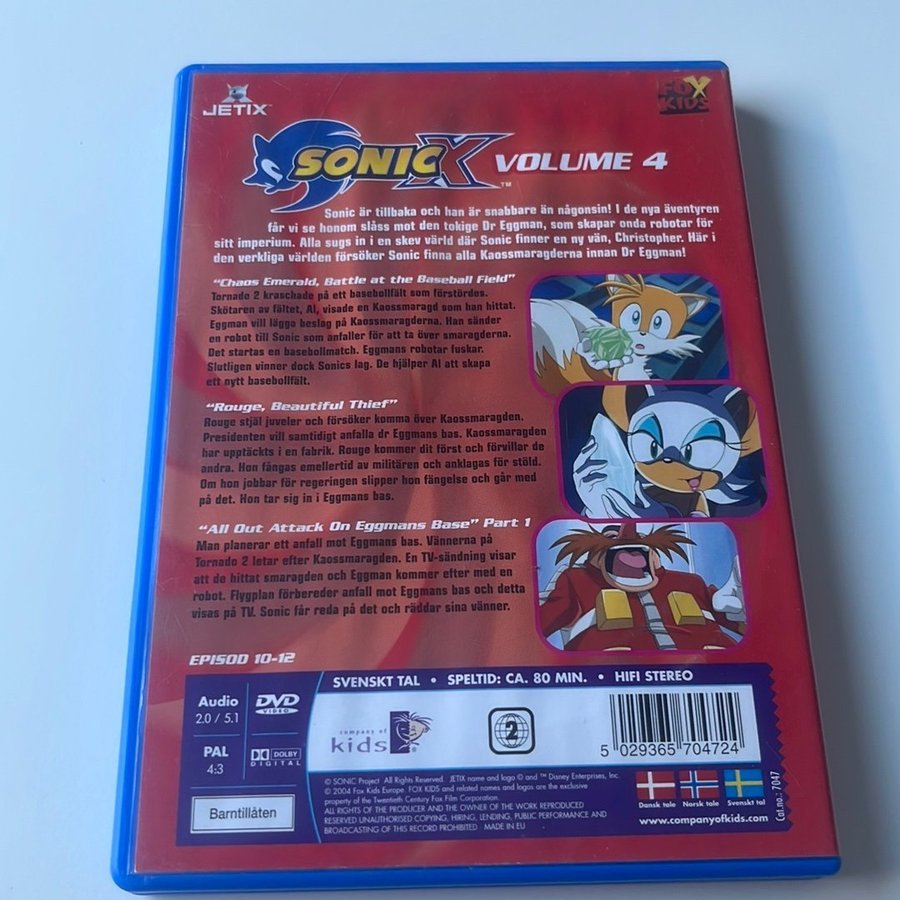 JETIX
FOX
KIDS
SONIC X VOLUME 4
TM
Sonic är tillbaka och han är snabbare än någonsin! I de nya äventyren
får vi se honom slåss mot den tokige Dr Eggman, som skapar onda robotar för
sitt imperium. Alla sugs in i en skev värld där Sonic finner en ny vän, Christopher. Här i
den verkliga världen försöker Sonic finna alla Kaossmaragderna innan Dr Eggman!
"Chaos Emerald, Battle at the Baseball Field"
Tornado 2 kraschade på ett basebollfält som förstördes.
Skötaren av fältet, Al, visade en Kaossmaragd som han hittat.
Eggman vill lägga beslag på Kaossmaragderna. Han sänder
en robot till Sonic som anfaller för att ta över smaragderna.
Det startas en basebollmatch. Eggmans robotar fuskar.
Slutligen vinner dock Sonics lag. De hjälper Al att skapa
ett nytt basebollfält.
"Rouge, Beautiful Thief"
Rouge stjäl juveler och försöker komma över Kaossmaragden.
Presidenten vill samtidigt anfalla dr Eggmans bas. Kaossmaragden
har upptäckts i en fabrik. Rouge kommer dit först och förvillar de
andra. Hon fångas emellertid av militären och anklagas för stöld.
Om hon jobbar för regeringen slipper hon fängelse och går med
på det. Hon tar sig in i Eggmans bas.
"All Out Attack On Eggmans Base" Part 1
Man planerar ett anfall mot Eggmans bas. Vännerna på
Tornado 2 letar efter Kaossmaragden. En TV-sändning visar
att de hittat smaragden och Eggman kommer efter med en
robot. Flygplan förbereder anfall mot Eggmans bas och detta
visas på TV. Sonic får reda på det och räddar sina vänner.
EPISOD 10-12
SVENSKT TAL • SPELTID: CA. 80 MIN. • HIFI STEREO
Audio
2.0 / 5.1
DVD
VIDEO
PAL
4:3
DOLBY
DIGITAL
Barntillåten
company of
kids
2
5 029365 704724
© SONIC Project All Rights Reserved. JETIX name and logo © and ™ Disney Enterprises, Inc.
© 2004 Fox Kids Europe. FOX KIDS and related names and logos are the exclusive
property of the Twentieth Century Fox Film Corporation.
ALL RIGHTS OF THE PRODUCER AND THE OWNER OF THE WORK REPRODUCED
RESERVED UNAUTHORISED COPYING, HIRING, LENDING, PUBLIC PERFORMANCE AND
BROADCASTING OF THIS RECORD PROHIBITED MADE IN EU
Dansk tale Norsk tale Svenskt tal
www.companyofkids.com
Cat.no.: 7047